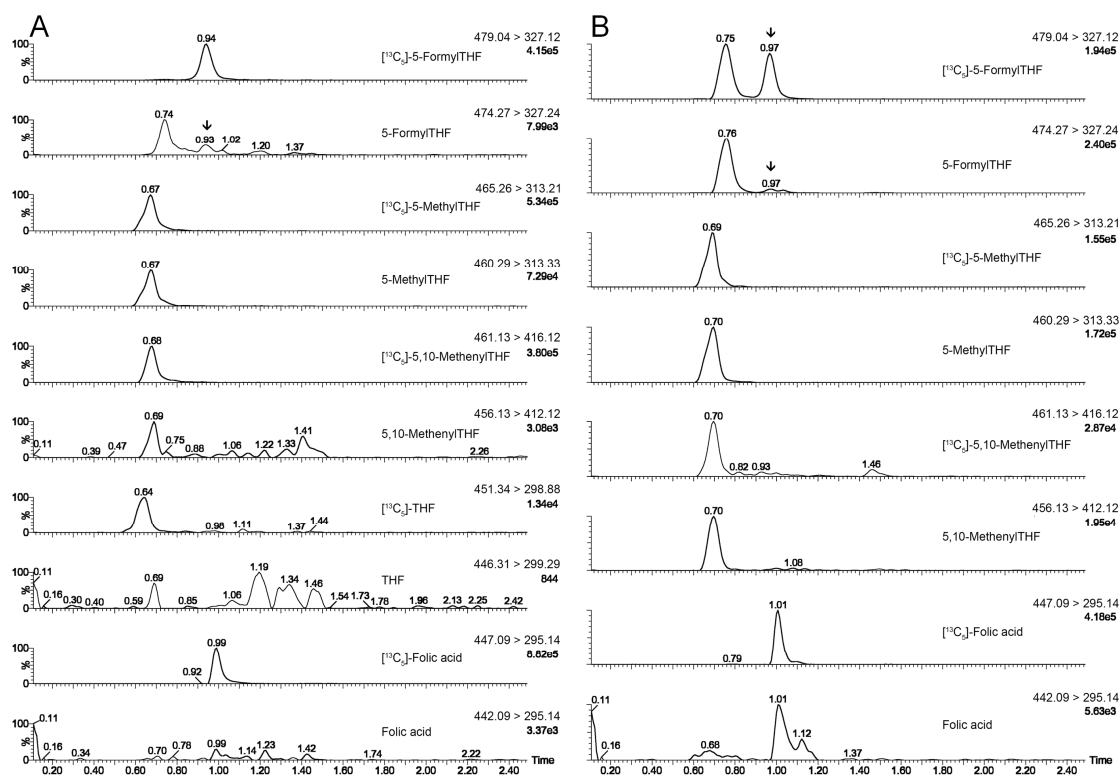 A
479.04 > 327.12
4.15e5
100
%
0.94
[¹³C₅]-5-FormylTHF
474.27 > 327.24
7.99e3
100
%
0.74
0.93
1.02
1.20
1.37
5-FormylTHF
465.26 > 313.21
5.34e5
100
%
0.67
[¹³C₅]-5-MethylTHF
460.29 > 313.33
7.29e4
100
%
0.67
5-MethylTHF
461.13 > 416.12
3.80e5
100
%
0.68
[¹³C₅]-5,10-MethenylTHF
456.13 > 412.12
3.08e3
100
%
0.11
0.39
0.47
0.69
0.75
0.88
1.06
1.22
1.33
1.41
2.26
5,10-MethenylTHF
451.34 > 298.88
1.34e4
100
%
0.64
0.98
1.11
1.37
1.44
[¹³C₅]-THF
446.31 > 299.29
844
100
%
0.11
0.16
0.30
0.40
0.59
0.69
0.85
1.06
1.19
1.34
1.46
1.54
1.73
1.78
1.96
2.13
2.25
2.42
THF
447.09 > 295.14
8.82e5
100
%
0.92
0.99
[¹³C₅]-Folic acid
442.09 > 295.14
3.37e3
100
%
0.11
0.16
0.34
0.70
0.78
0.99
1.14
1.23
1.42
1.74
2.22
Folic acid
Time
0.20 0.40 0.60 0.80 1.00 1.20 1.40 1.60 1.80 2.00 2.20 2.40
B
479.04 > 327.12
1.94e5
0.75
0.97
[¹³C₅]-5-FormylTHF
474.27 > 327.24
2.40e5
0.76
0.97
5-FormylTHF
465.26 > 313.21
1.55e5
0.69
[¹³C₅]-5-MethylTHF
460.29 > 313.33
1.72e5
0.70
5-MethylTHF
461.13 > 416.12
2.87e4
0.70
0.82
0.93
1.46
[¹³C₅]-5,10-MethenylTHF
456.13 > 412.12
1.95e4
0.70
1.08
5,10-MethenylTHF
447.09 > 295.14
4.18e5
0.79
1.01
[¹³C₅]-Folic acid
442.09 > 295.14
5.63e3
0.11
0.16
0.68
1.01
1.12
1.37
Folic acid
Time
0.20 0.40 0.60 0.80 1.00 1.20 1.40 1.60 1.80 2.00 2.20 2.40